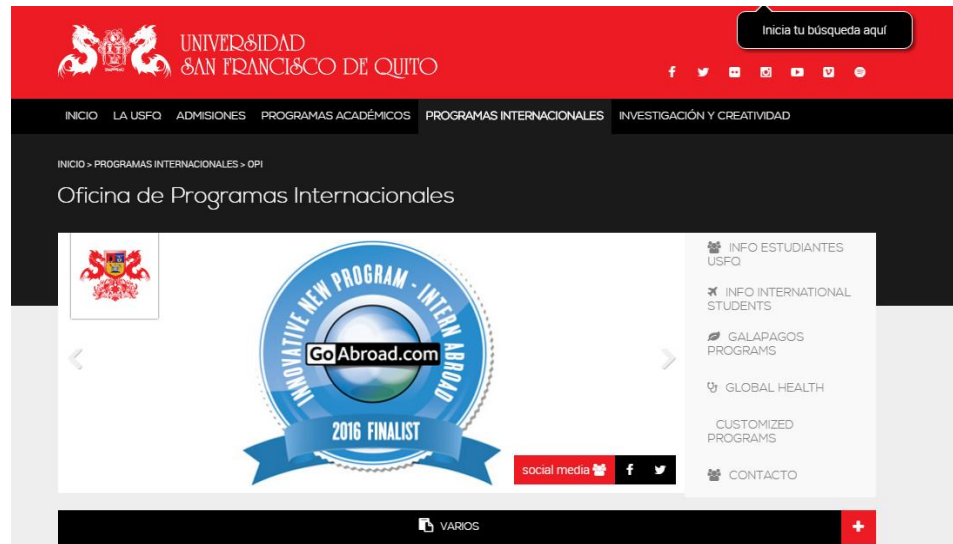 Inicia tu búsqueda aquí
UNIVERSIDAD
SAN FRANCISCO DE QUITO
INICIO LA USFQ ADMISIONES PROGRAMAS ACADÉMICOS PROGRAMAS INTERNACIONALES INVESTIGACIÓN Y CREATIVIDAD
INICIO > PROGRAMAS INTERNACIONALES > OPI
Oficina de Programas Internacionales
INNOVATIVE NEW PROGRAM - INTERN ABROAD
GoAbroad.com
2016 FINALIST
social media
INFO ESTUDIANTES
USFQ
INFO INTERNATIONAL
STUDENTS
GALAPAGOS
PROGRAMS
GLOBAL HEALTH
CUSTOMIZED
PROGRAMS
CONTACTO
VARIOS